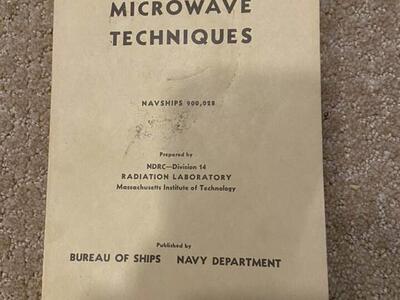 MICROWAVE
TECHNIQUES
NAVSHIPS 900,028
Prepared by
NDRC—Division 14
RADIATION LABORATORY
Massachusetts Institute of Technology
Published by
BUREAU OF SHIPS NAVY DEPARTMENT